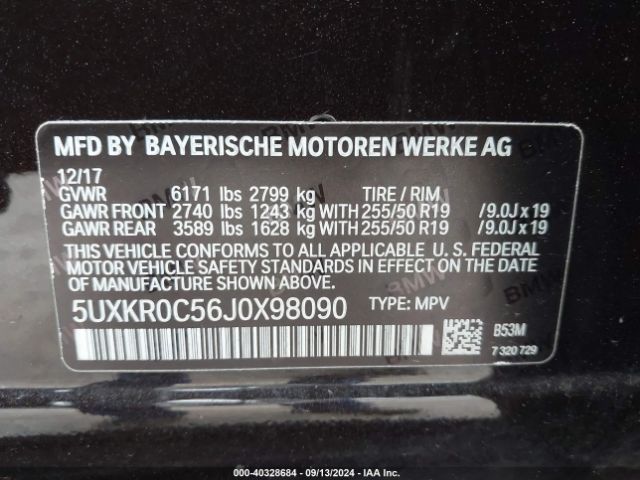 MFD BY BAYERISCHE MOTOREN WERKE AG
12/17
GVWR 6171 lbs 2799 kg TIRE / RIM
GAWR FRONT 2740 lbs 1243 kg WITH 255/50 R19 /9.0J x 19
GAWR REAR 3589 lbs 1628 kg WITH 255/50 R19 /9.0J x 19
THIS VEHICLE CONFORMS TO ALL APPLICABLE U. S. FEDERAL
MOTOR VEHICLE SAFETY STANDARDS IN EFFECT ON THE DATE
OF MANUFACTURE SHOWN ABOVE.
5UXKR0C56J0X98090 TYPE: MPV
B53M
7 320 729
000-40328684 - 09/13/2024 - IAA Inc.